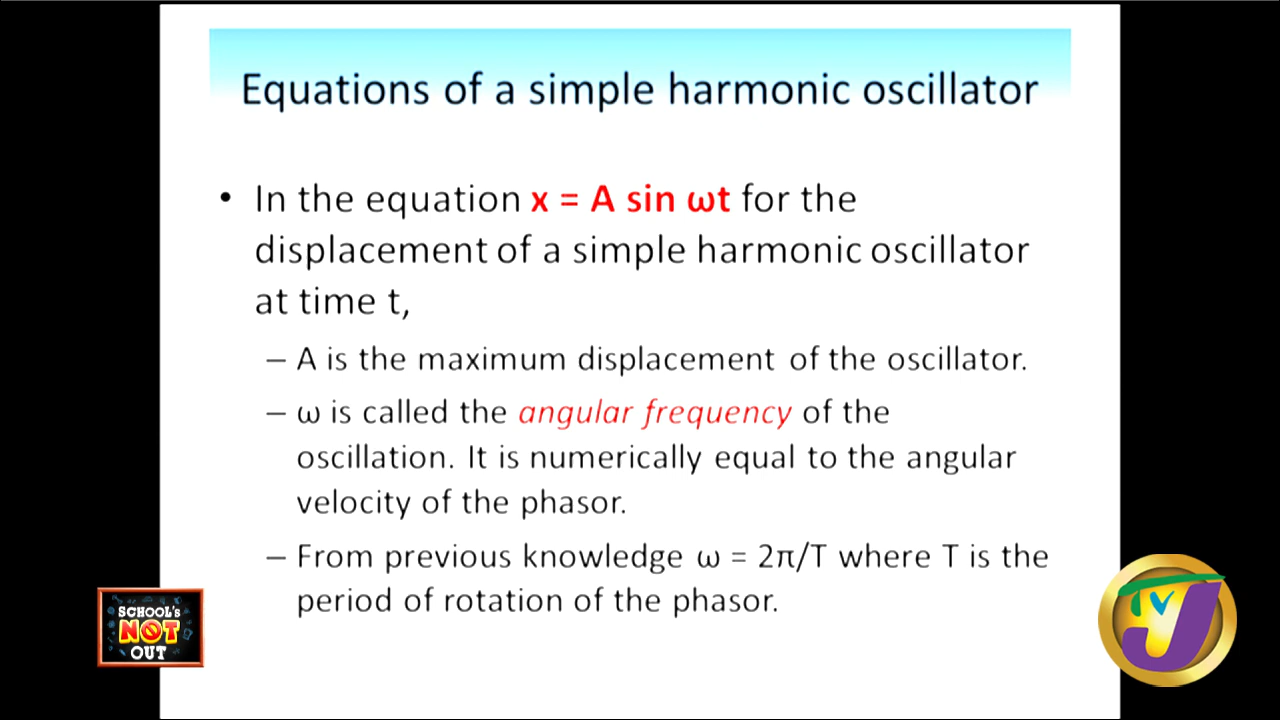 Equations of a simple harmonic oscillator
• In the equation x = A sin ωt for the
displacement of a simple harmonic oscillator
at time t,
– A is the maximum displacement of the oscillator.
– ω is called the angular frequency of the
oscillation. It is numerically equal to the angular
velocity of the phasor.
– From previous knowledge ω = 2π/T where T is the
period of rotation of the phasor.
SCHOOL'S
NOT
OUT
TVJ